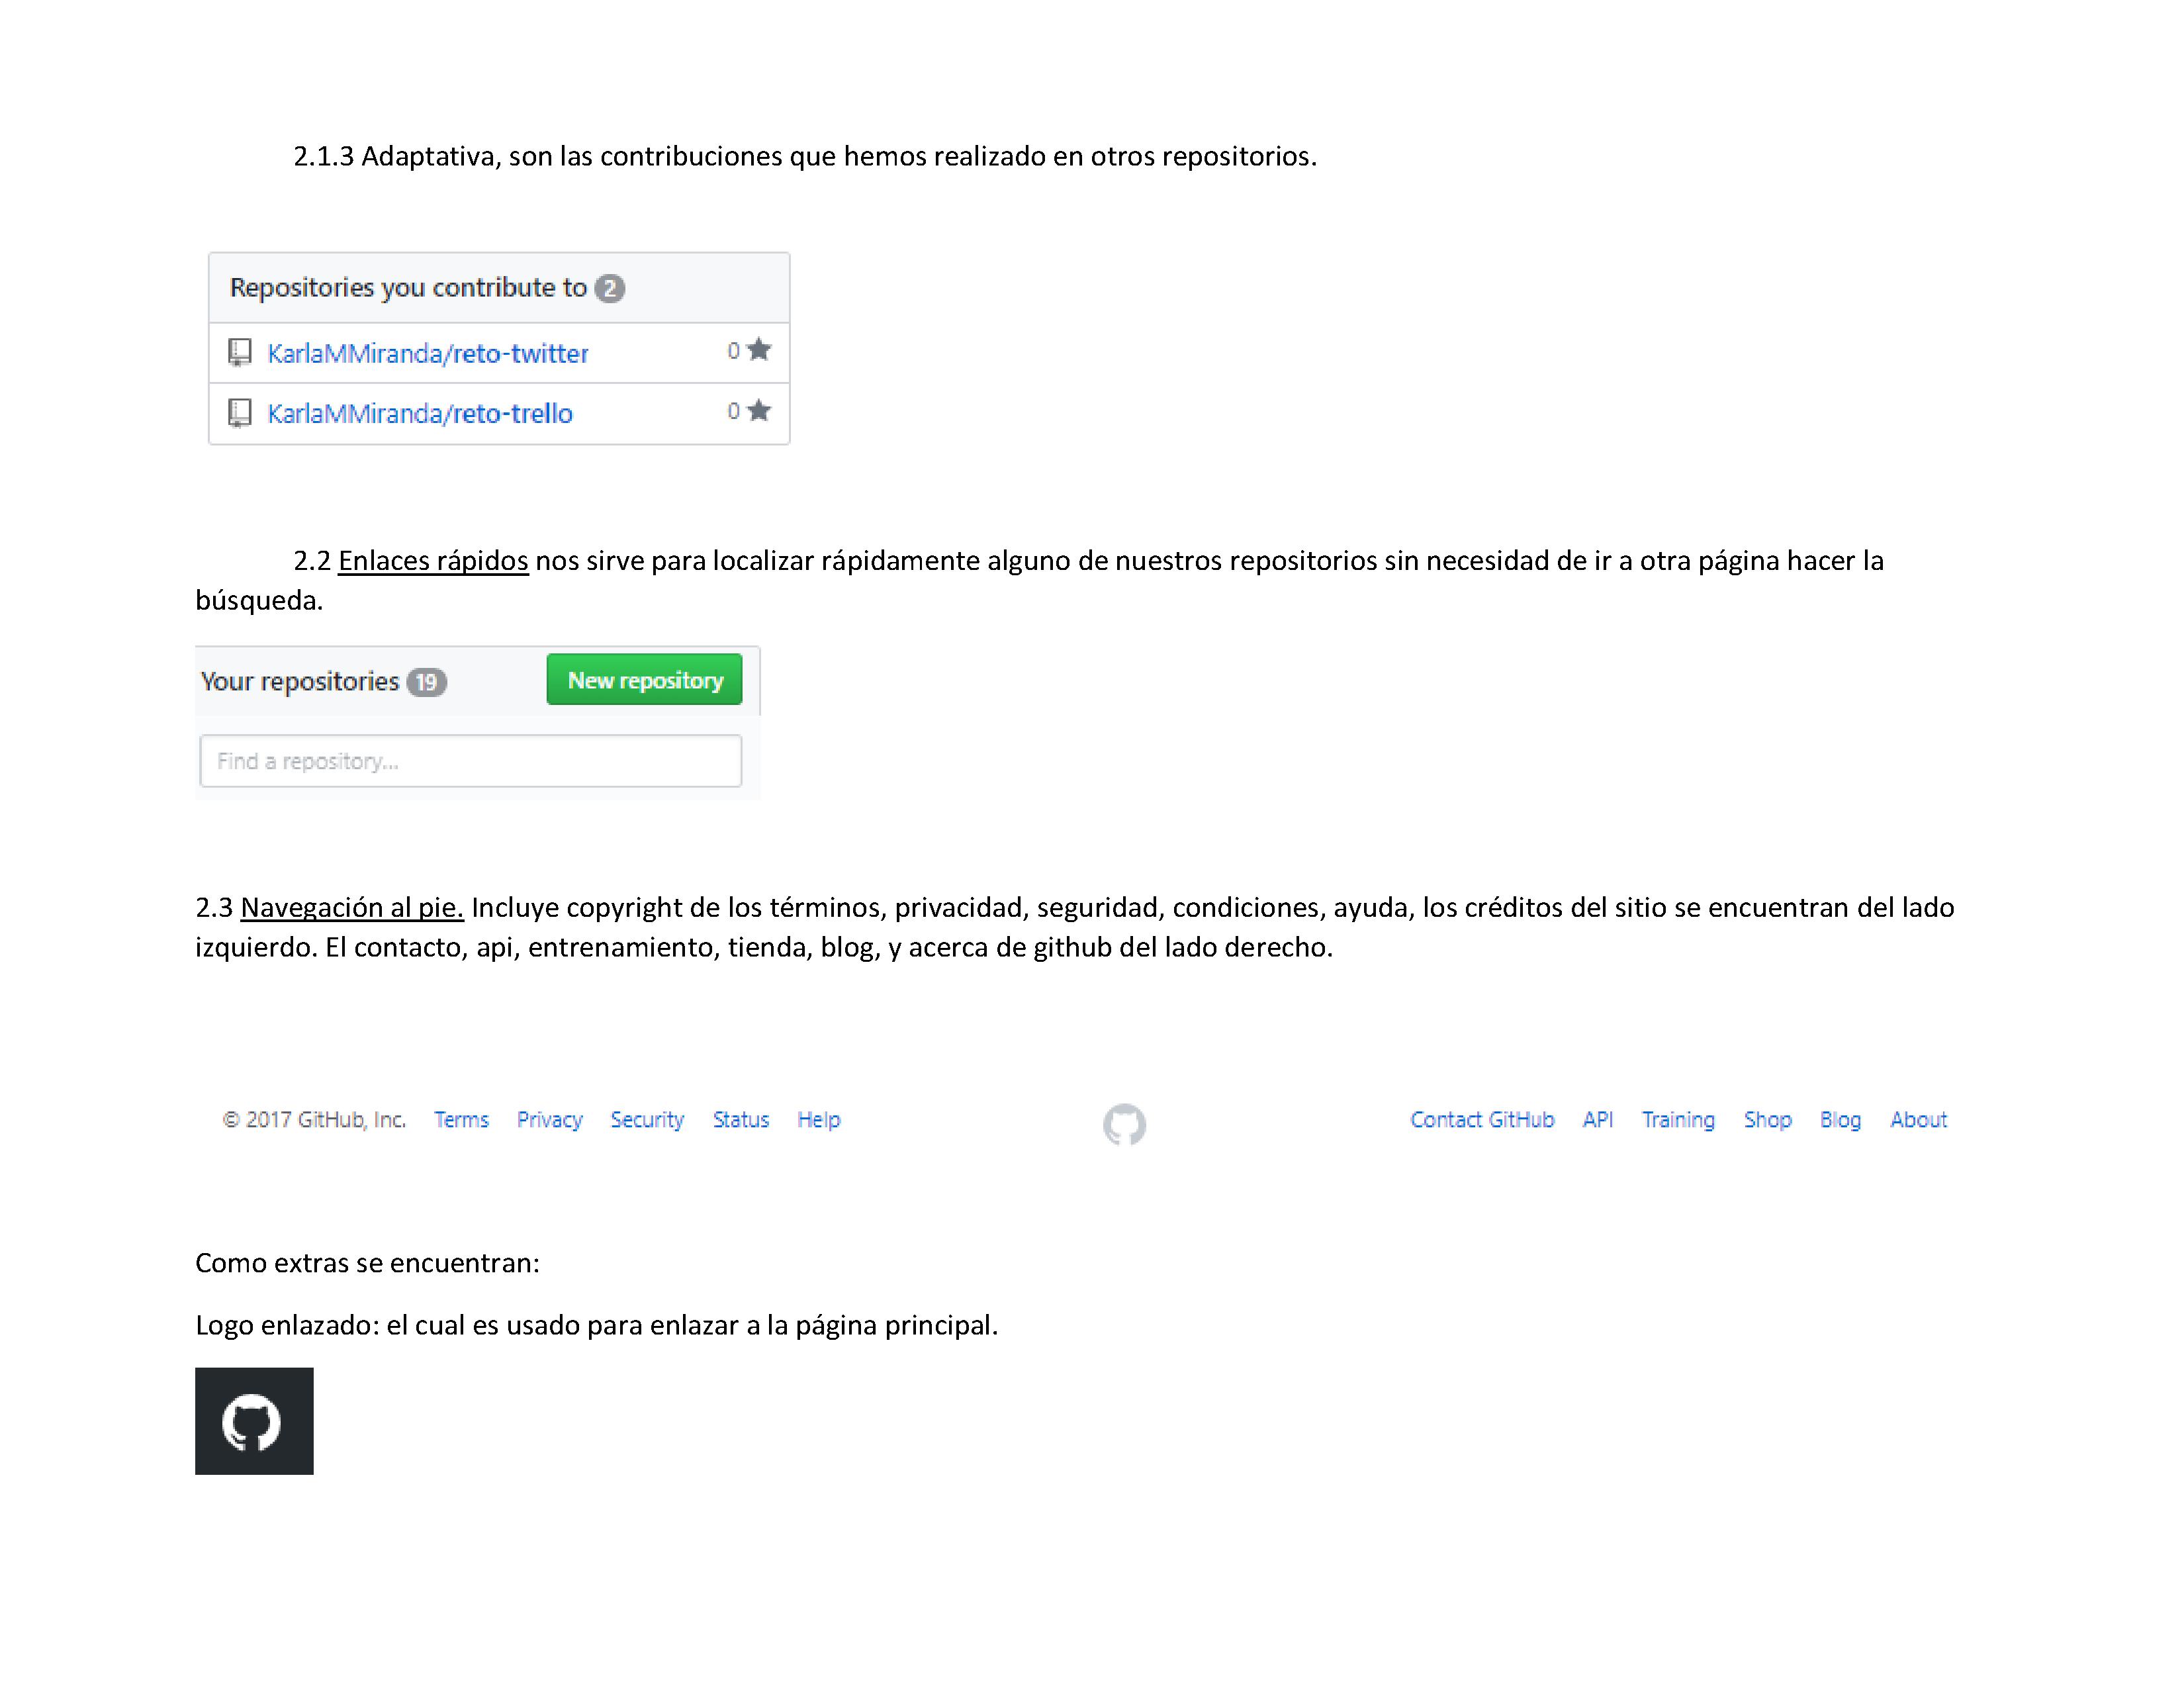 2.1.3 Adaptativa, son las contribuciones que hemos realizado en otros repositorios.
Repositories you contribute to 2
KarlaMMiranda/reto-twitter 0
KarlaMMiranda/reto-trello 0
2.2 Enlaces rápidos nos sirve para localizar rápidamente alguno de nuestros repositorios sin necesidad de ir a otra página hacer la
búsqueda.
Your repositories 19 New repository
Find a repository...
2.3 Navegación al pie. Incluye copyright de los términos, privacidad, seguridad, condiciones, ayuda, los créditos del sitio se encuentran del lado
izquierdo. El contacto, api, entrenamiento, tienda, blog, y acerca de github del lado derecho.
© 2017 GitHub, Inc. Terms Privacy Security Status Help Contact GitHub API Training Shop Blog About
Como extras se encuentran:
Logo enlazado: el cual es usado para enlazar a la página principal.